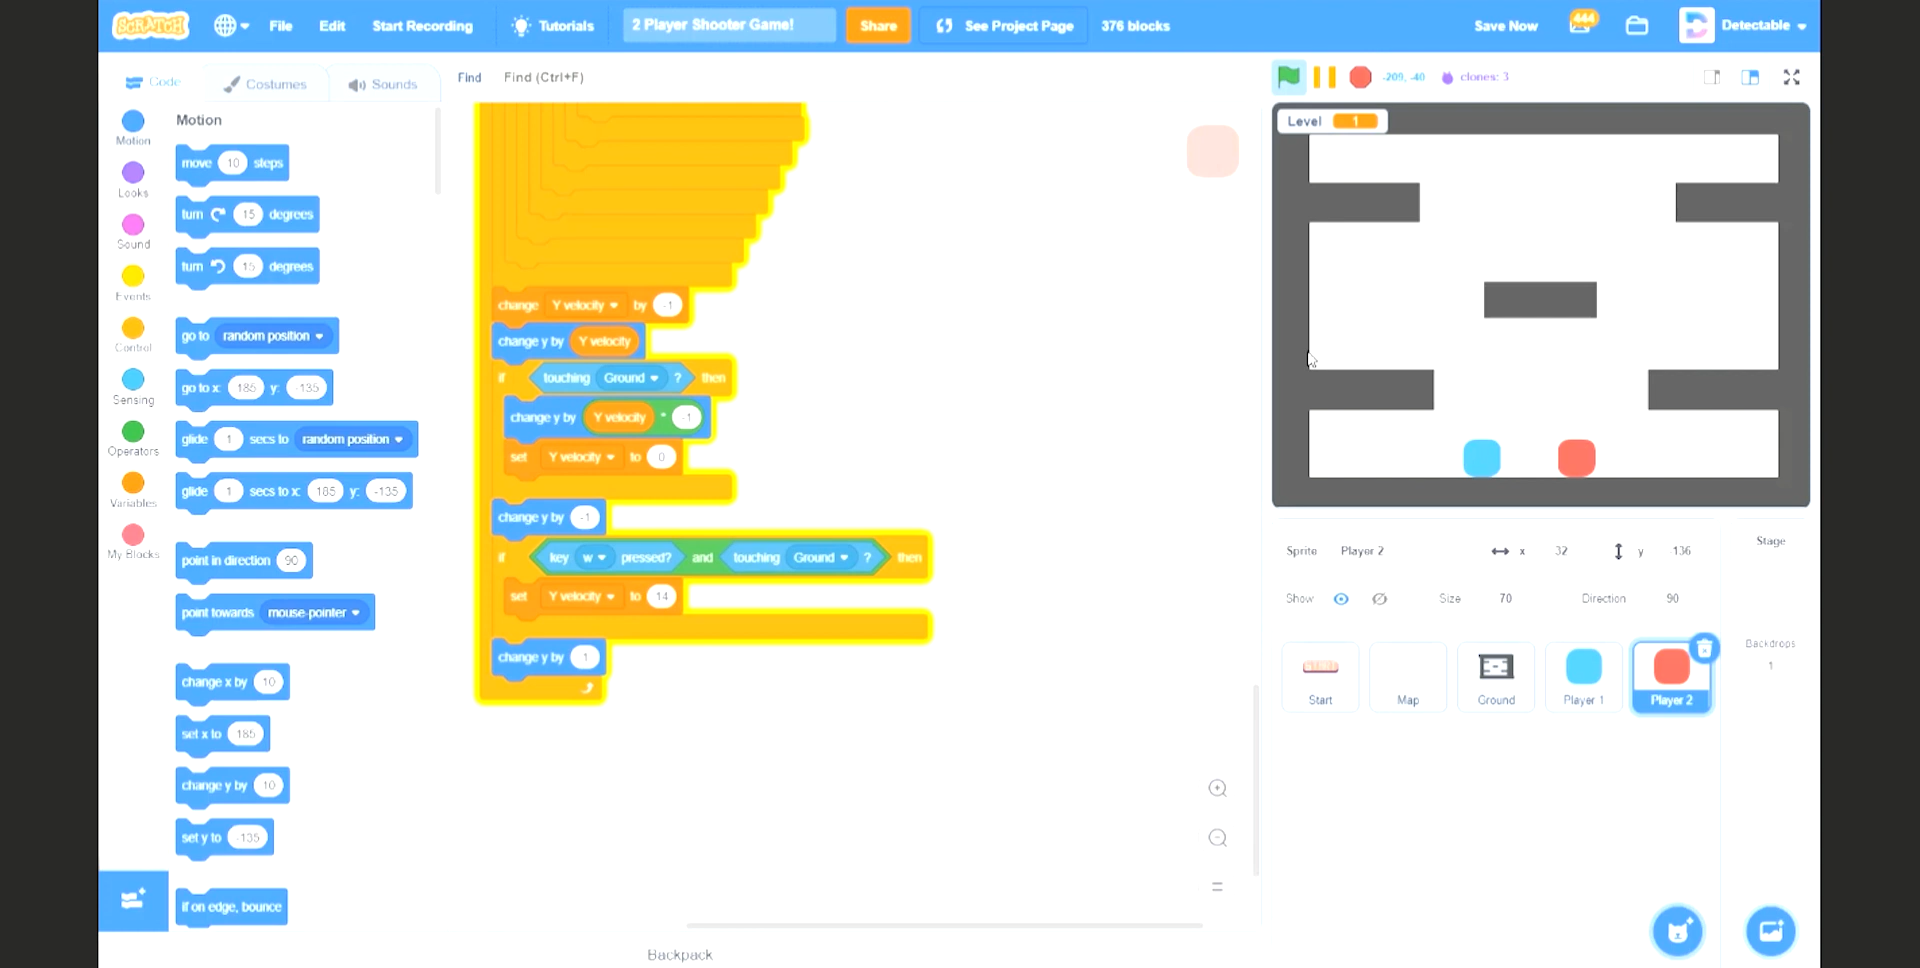 SCRATCH
File Edit Start Recording Tutorials 2 Player Shooter Game! Share See Project Page 376 blocks Save Now 444 Detectable
Code Costumes Sounds Find Find (Ctrl+F) -209, -40 clones: 3
Motion
Looks
Sound
Events
Control
Sensing
Operators
Variables
My Blocks
Motion
move 10 steps
turn 15 degrees
turn 15 degrees
go to random position
go to x: 185 y: -135
glide 1 secs to random position
glide 1 secs to x: 185 y: -135
point in direction 90
point towards mouse-pointer
change x by 10
set x to 185
change y by 10
set y to -135
if on edge, bounce
change Y velocity by -1
change y by Y velocity
if touching Ground ? then
change y by Y velocity * -1
set Y velocity to 0
change y by -1
if key w pressed? and touching Ground ? then
set Y velocity to 14
change y by 1
Backpack
Level 1
Sprite Player 2 x 32 y -136
Show Size 70 Direction 90
Start Map Ground Player 1 Player 2
Stage
Backdrops
1